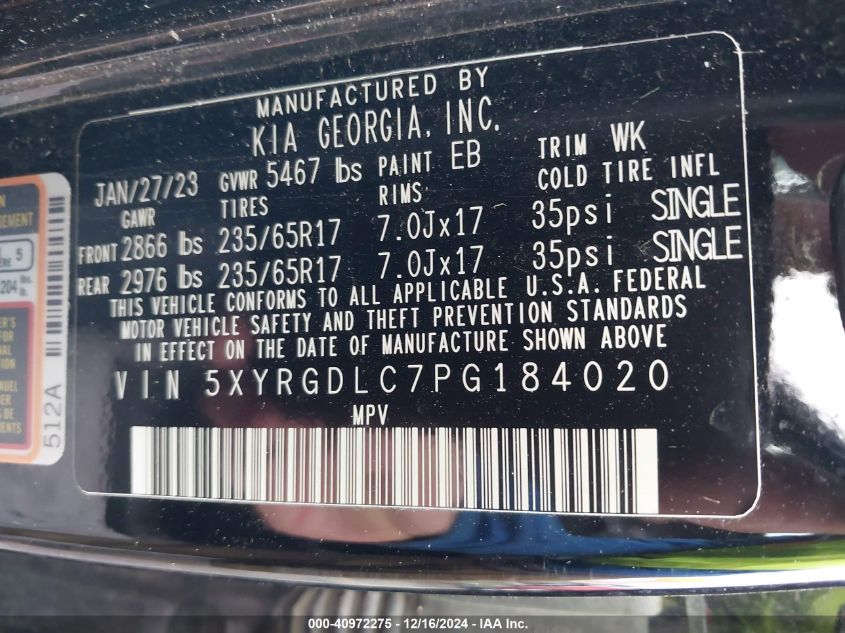 MANUFACTURED BY
KIA GEORGIA, INC.
JAN/27/23 GVWR 5467 lbs PAINT EB TRIM WK
GAWR TIRES RIMS COLD TIRE INFL
FRONT 2866 lbs 235/65R17 7.0Jx17 35psi SINGLE
REAR 2976 lbs 235/65R17 7.0Jx17 35psi SINGLE
THIS VEHICLE CONFORMS TO ALL APPLICABLE U.S.A. FEDERAL
MOTOR VEHICLE SAFETY AND THEFT PREVENTION STANDARDS
IN EFFECT ON THE DATE OF MANUFACTURE SHOWN ABOVE
VIN 5XYRGDLC7PG184020
MPV
5
204
512A
000-40972275 - 12/16/2024 - IAA Inc.